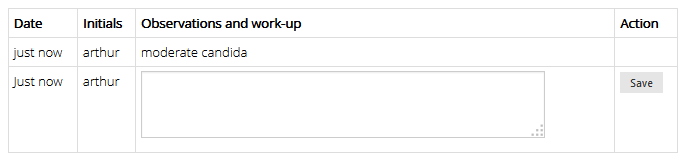 Date Initials Observations and work-up Action
just now arthur moderate candida
Just now arthur Save